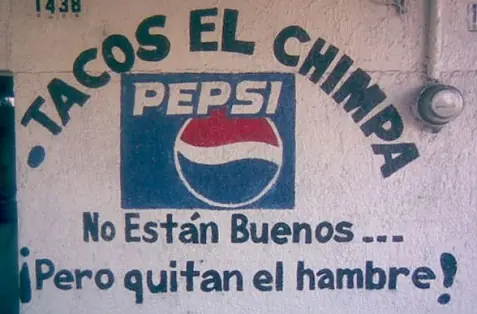 1438
TACOS EL CHIMPA
PEPSI
No Están Buenos...
¡Pero quitan el hambre!